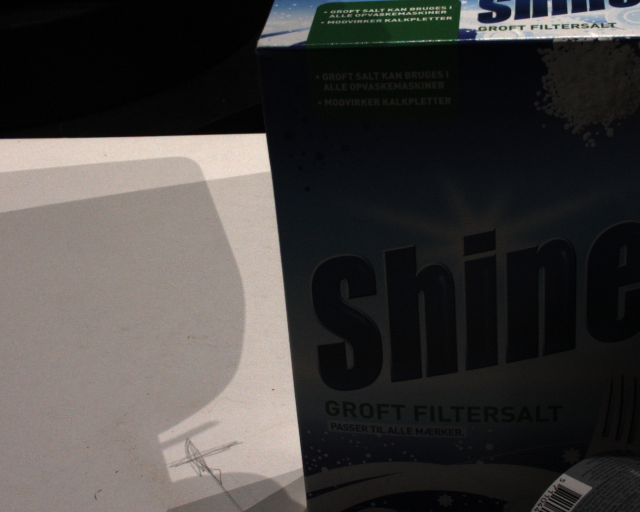 • GROFT SALT KAN BRUGES I
ALLE OPVASKEMASKINER
• MODVIRKER KALKPLETTER
Shine
GROFT FILTERSALT
• GROFT SALT KAN BRUGES I
ALLE OPVASKEMASKINER
• MODVIRKER KALKPLETTER
Shine
GROFT FILTERSALT
PASSER TIL ALLE MÆRKER.